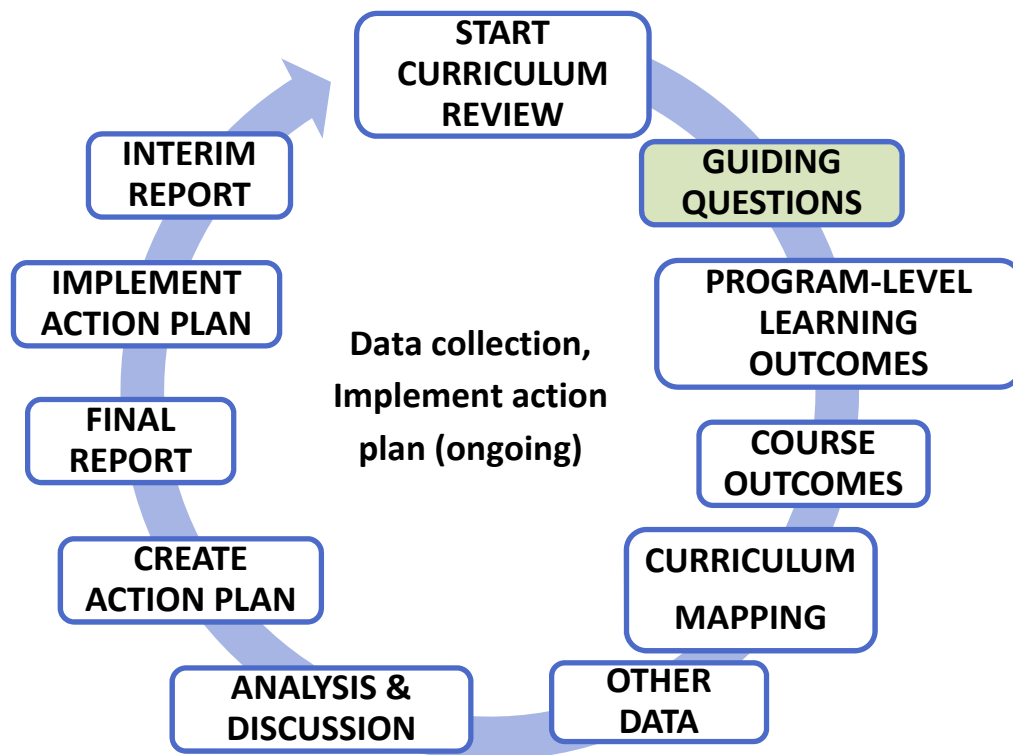 START
CURRICULUM
REVIEW
GUIDING
QUESTIONS
PROGRAM-LEVEL
LEARNING
OUTCOMES
COURSE
OUTCOMES
CURRICULUM
MAPPING
OTHER
DATA
ANALYSIS &
DISCUSSION
CREATE
ACTION PLAN
FINAL
REPORT
IMPLEMENT
ACTION PLAN
INTERIM
REPORT
Data collection,
Implement action
plan (ongoing)